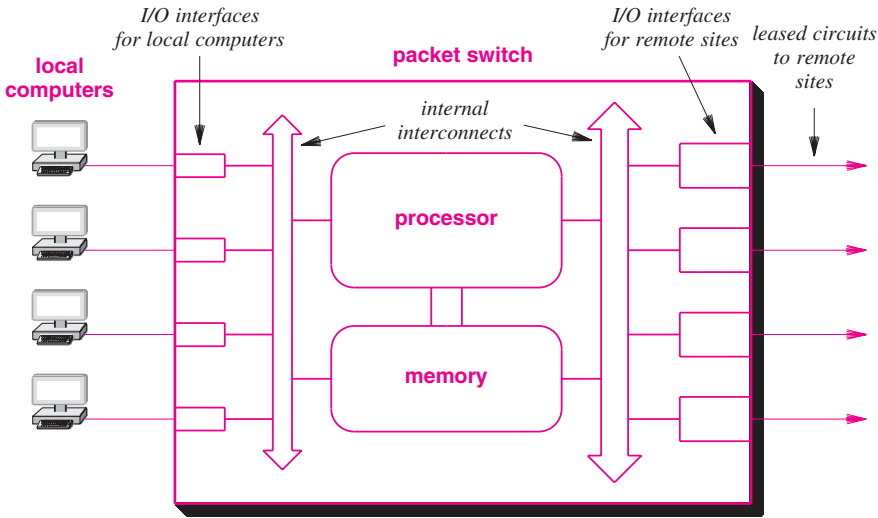 I/O interfaces
for local computers
I/O interfaces
for remote sites
leased circuits
to remote
sites
packet switch
local
computers
internal
interconnects
processor
memory